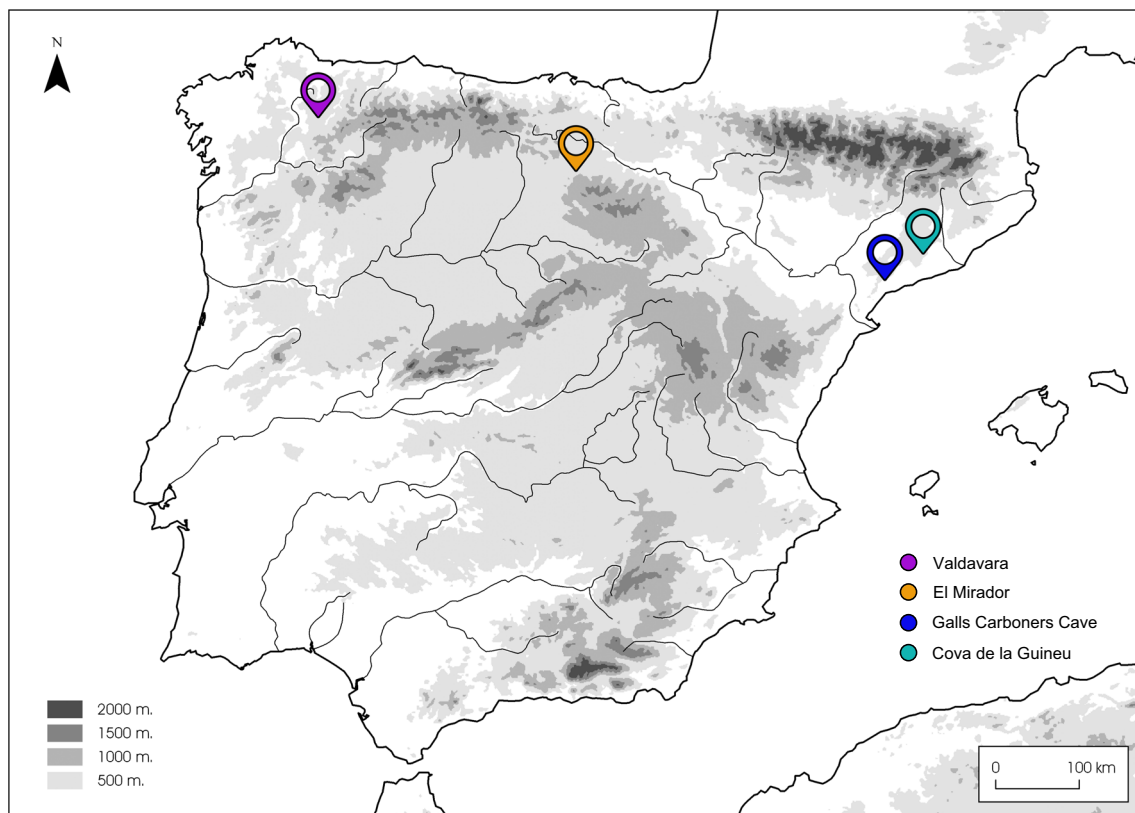 N
Valdavara
El Mirador
Galls Carboners Cave
Cova de la Guineu
2000 m.
1500 m.
1000 m.
500 m.
0 100 km